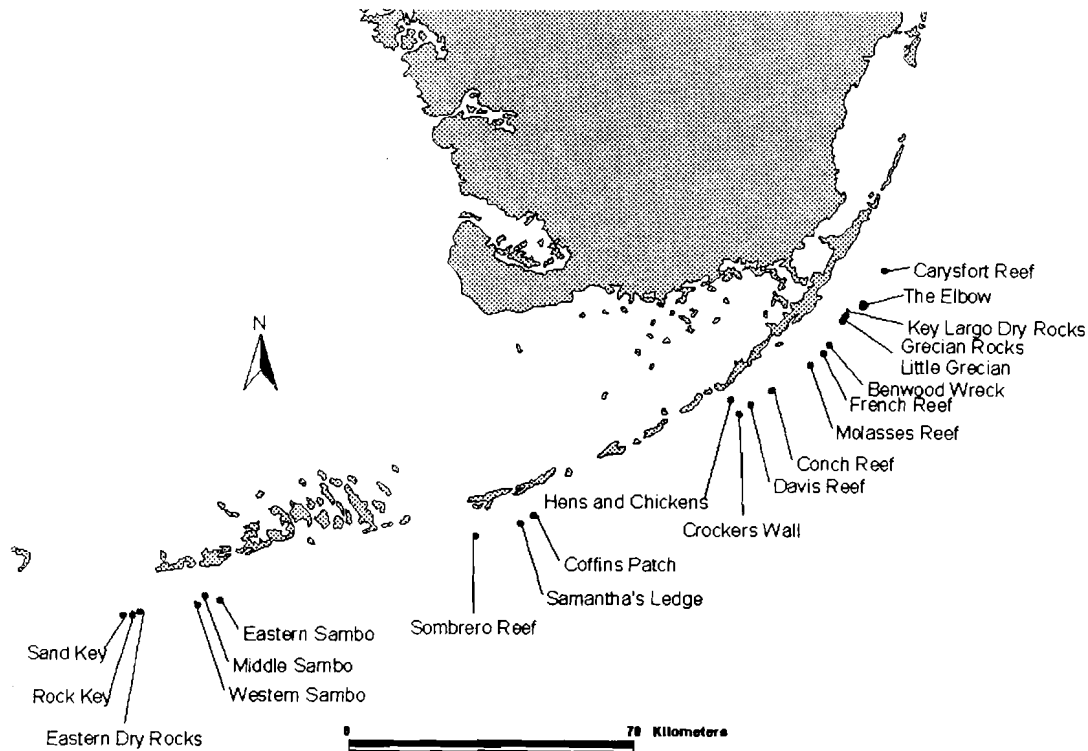 Carysfort Reef
The Elbow
N
Key Largo Dry Rocks
Grecian Rocks
Little Grecian
Benwood Wreck
French Reef
Molasses Reef
Conch Reef
Davis Reef
Hens and Chickens
Crockers Wall
Coffins Patch
Samantha's Ledge
Sombrero Reef
Eastern Sambo
Sand Key
Middle Sambo
Rock Key
Western Sambo
Eastern Dry Rocks
0 70 Kilometers